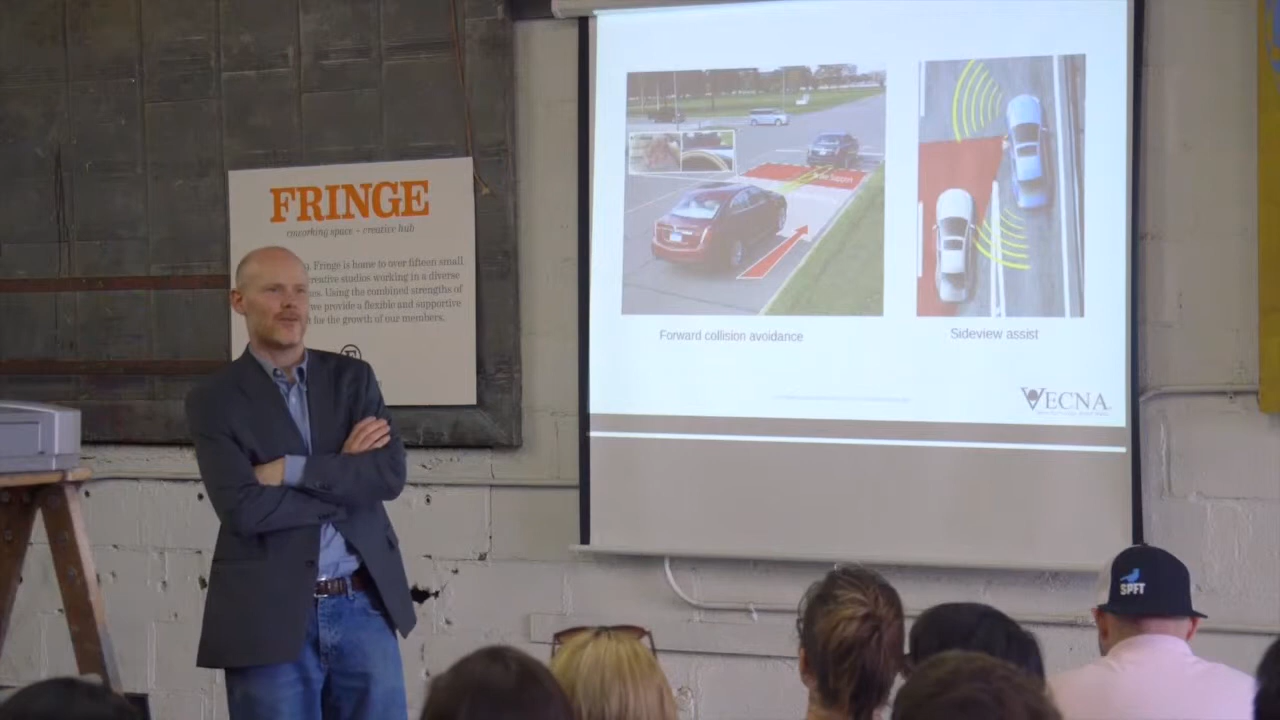 FRINGE
coworking space + creative hub
Fringe is home to over fifteen small
creative studios working in a diverse
Using the combined strengths of
we provide a flexible and supportive
for the growth of our members.
Forward collision avoidance
Sideview assist
VECNA
SPFT